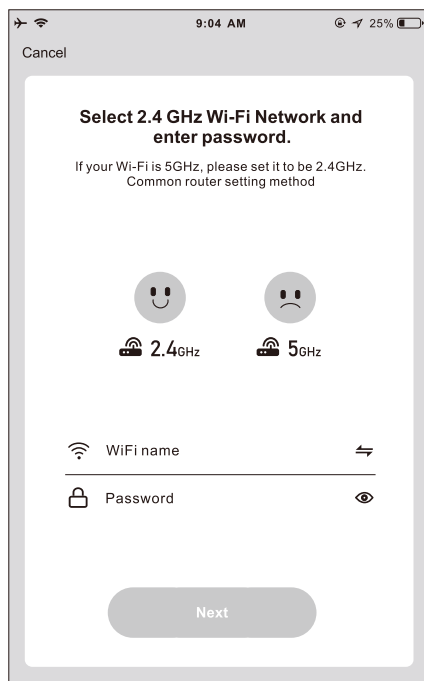 9:04 AM
25%
Cancel
Select 2.4 GHz Wi-Fi Network and
enter password.
If your Wi-Fi is 5GHz, please set it to be 2.4GHz.
Common router setting method
2.4GHz
5GHz
WiFi name
Password
Next